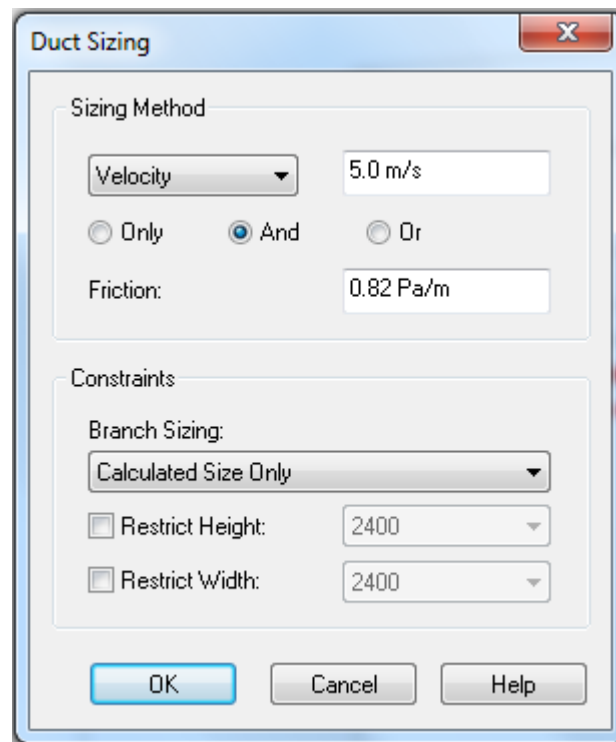 Duct Sizing
Sizing Method
Velocity 5.0 m/s
Only And Or
Friction: 0.82 Pa/m
Constraints
Branch Sizing:
Calculated Size Only
Restrict Height: 2400
Restrict Width: 2400
OK Cancel Help